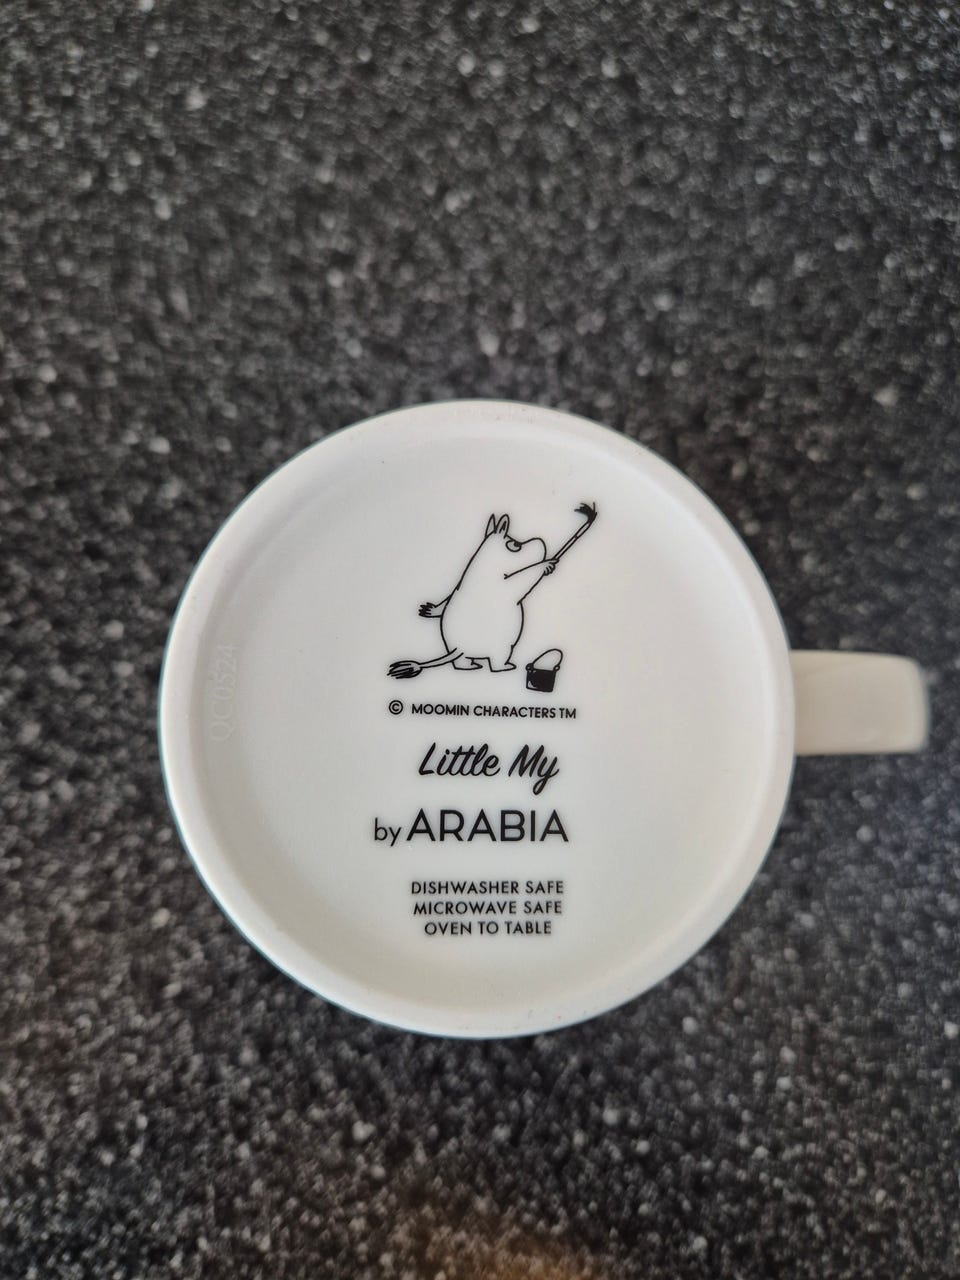 © MOOMIN CHARACTERS TM
Little My
by ARABIA
DISHWASHER SAFE
MICROWAVE SAFE
OVEN TO TABLE
QC0524